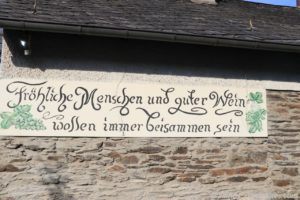 Fröhliche Menschen und guter Wein
wollen immer beisammen sein